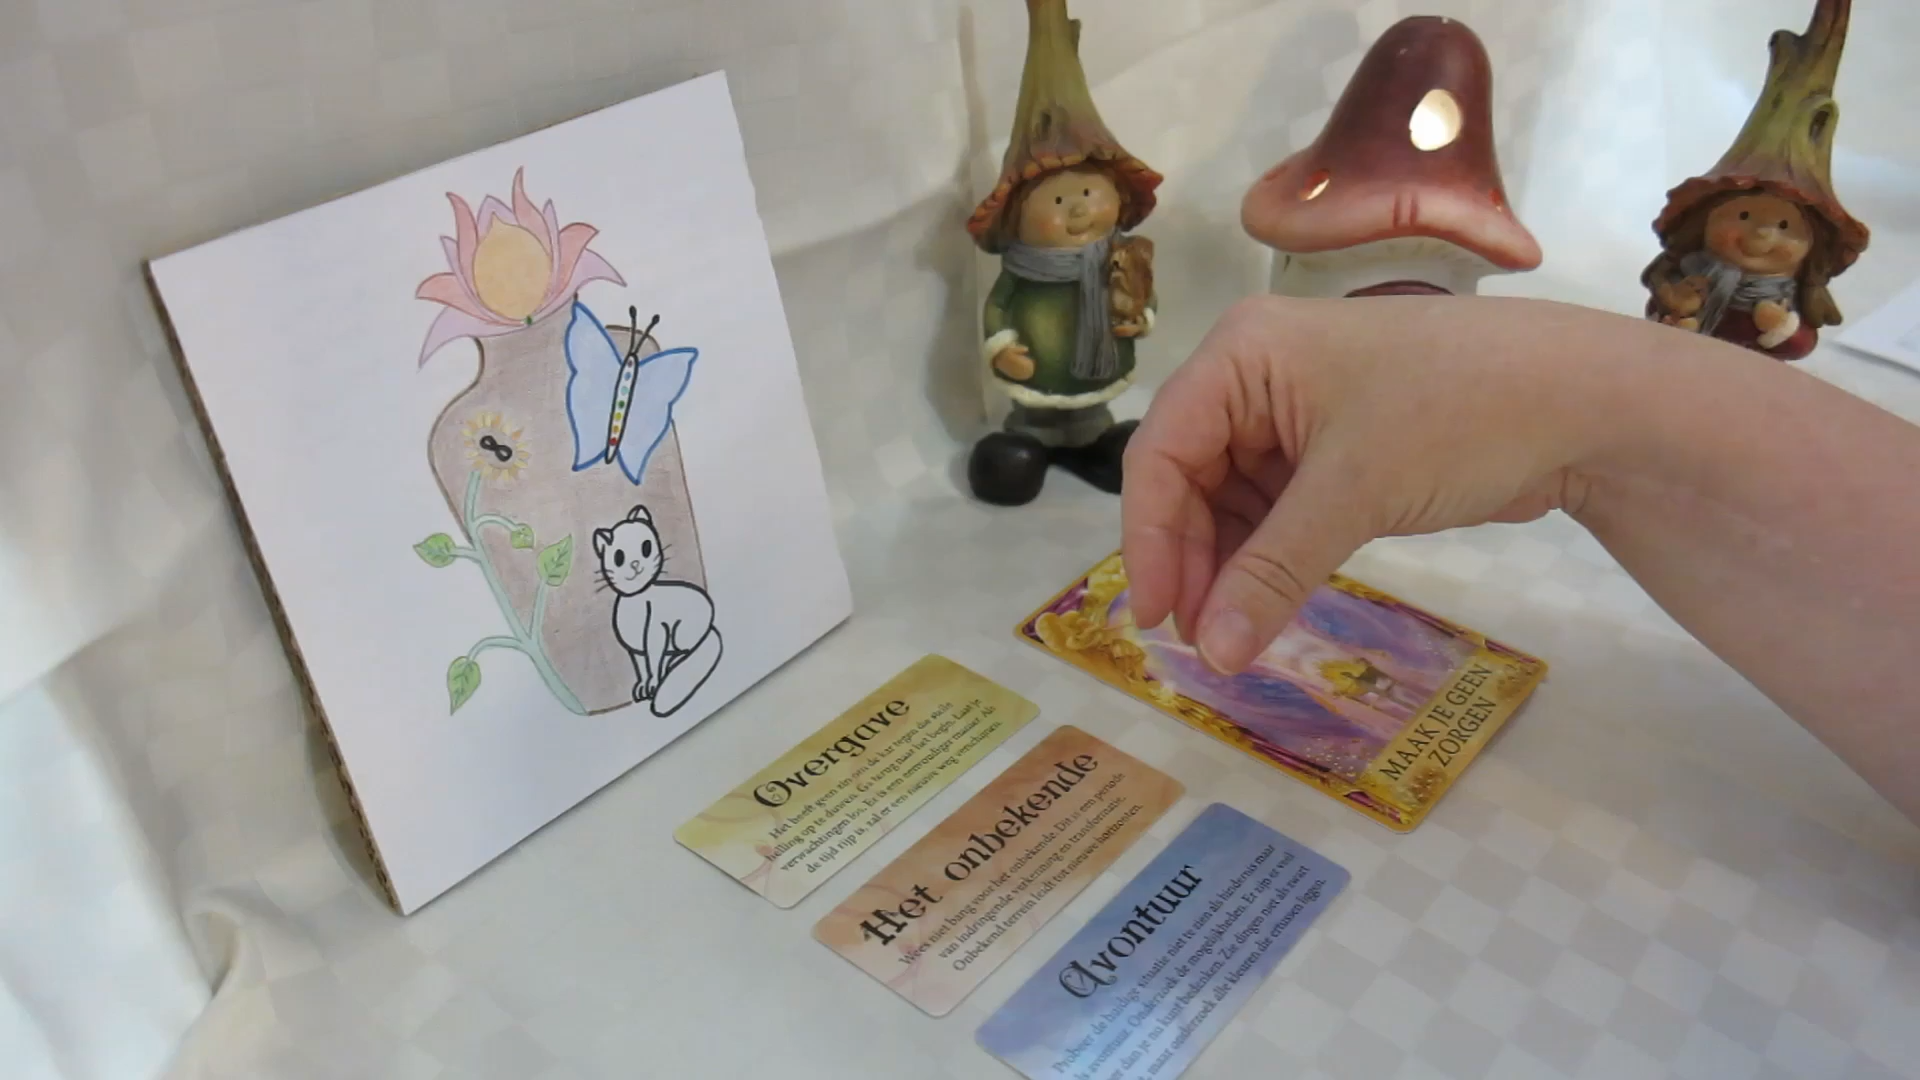 Overgave
Het heeft geen zin om de kar tegen die steile
helling op te duwen. Ga terug naar het begin. Laat je
verwachtingen los. Er is een eenvoudiger manier. Als
de tijd rijp is, zal er een nieuwe weg verschijnen.
Het onbekende
Wees niet bang voor het onbekende. Dit is een periode
van indringende verkenning en transformatie.
Onbekend terrein leidt tot nieuwe horizonten.
Avontuur
Probeer de huidige situatie niet te zien als hindernis maar
als avontuur. Onderzoek de mogelijkheden. Er zijn er veel
er dan je nu kunt bedenken. Zie dingen niet als zwart
maar onderzoek alle kleuren die ertussen liggen.
MAAK JE GEEN
ZORGEN